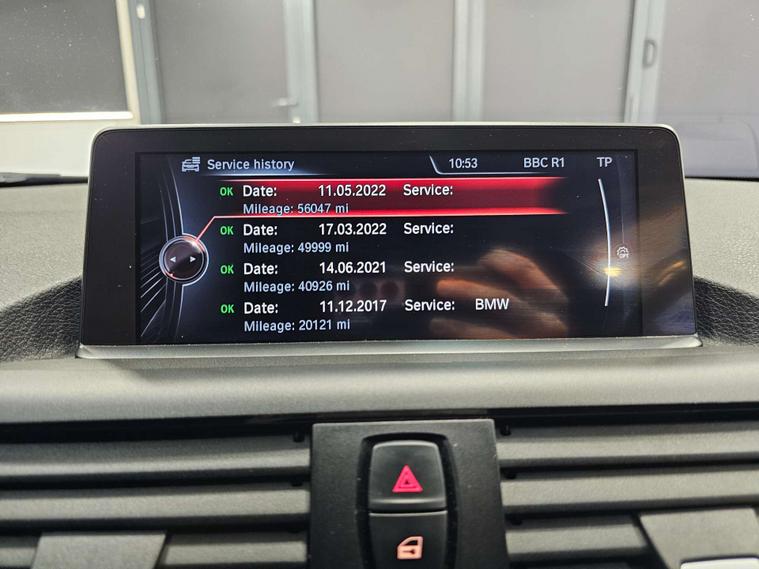 Service history 10:53 BBC R1 TP
OK Date: 11.05.2022 Service:
Mileage: 56047 mi
OK Date: 17.03.2022 Service:
Mileage: 49999 mi
OK Date: 14.06.2021 Service:
Mileage: 40926 mi
OK Date: 11.12.2017 Service: BMW
Mileage: 20121 mi